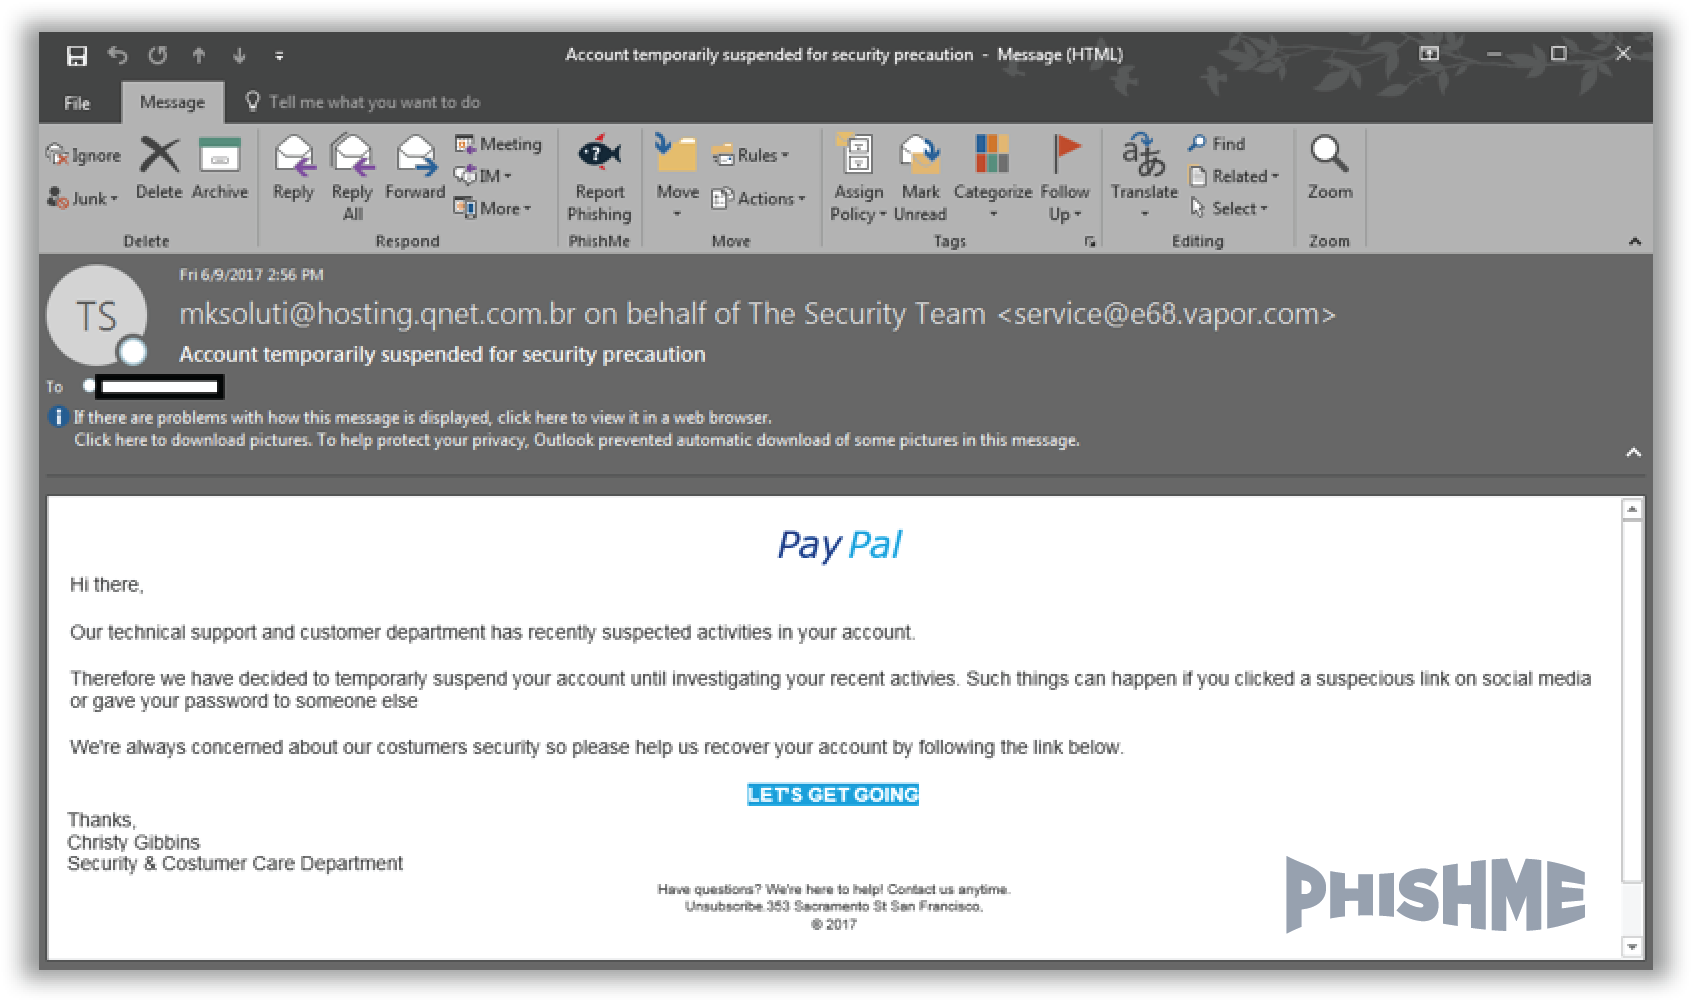 Account temporarily suspended for security precaution - Message (HTML)
File Message Tell me what you want to do
Ignore
Junk
Delete
Archive
Delete
Reply
Reply All
Forward
Meeting
IM
More
Respond
Report Phishing
PhishMe
Move
Rules
Actions
Move
Assign Policy
Mark Unread
Categorize
Follow Up
Tags
Translate
Find
Related
Select
Editing
Zoom
Zoom
Fri 6/9/2017 2:56 PM
TS
mksoluti@hosting.qnet.com.br on behalf of The Security Team <service@e68.vapor.com>
Account temporarily suspended for security precaution
To
If there are problems with how this message is displayed, click here to view it in a web browser.
Click here to download pictures. To help protect your privacy, Outlook prevented automatic download of some pictures in this message.
PayPal
Hi there,
Our technical support and customer department has recently suspected activities in your account.
Therefore we have decided to temporarly suspend your account until investigating your recent activies. Such things can happen if you clicked a suspecious link on social media
or gave your password to someone else
We're always concerned about our costumers security so please help us recover your account by following the link below.
LET'S GET GOING
Thanks,
Christy Gibbins
Security & Costumer Care Department
Have questions? We're here to help! Contact us anytime.
Unsubscribe.353 Sacramento St San Francisco.
© 2017
PHISHME